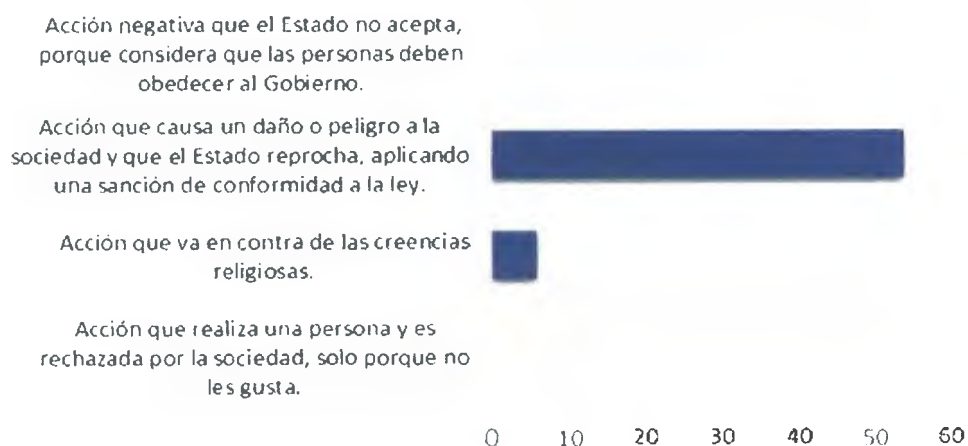 Acción negativa que el Estado no acepta,
porque considera que las personas deben
obedecer al Gobierno.
Acción que causa un daño o peligro a la
sociedad y que el Estado reprocha, aplicando
una sanción de conformidad a la ley.
Acción que va en contra de las creencias
religiosas.
Acción que realiza una persona y es
rechazada por la sociedad, solo porque no
les gusta.
0 10 20 30 40 50 60